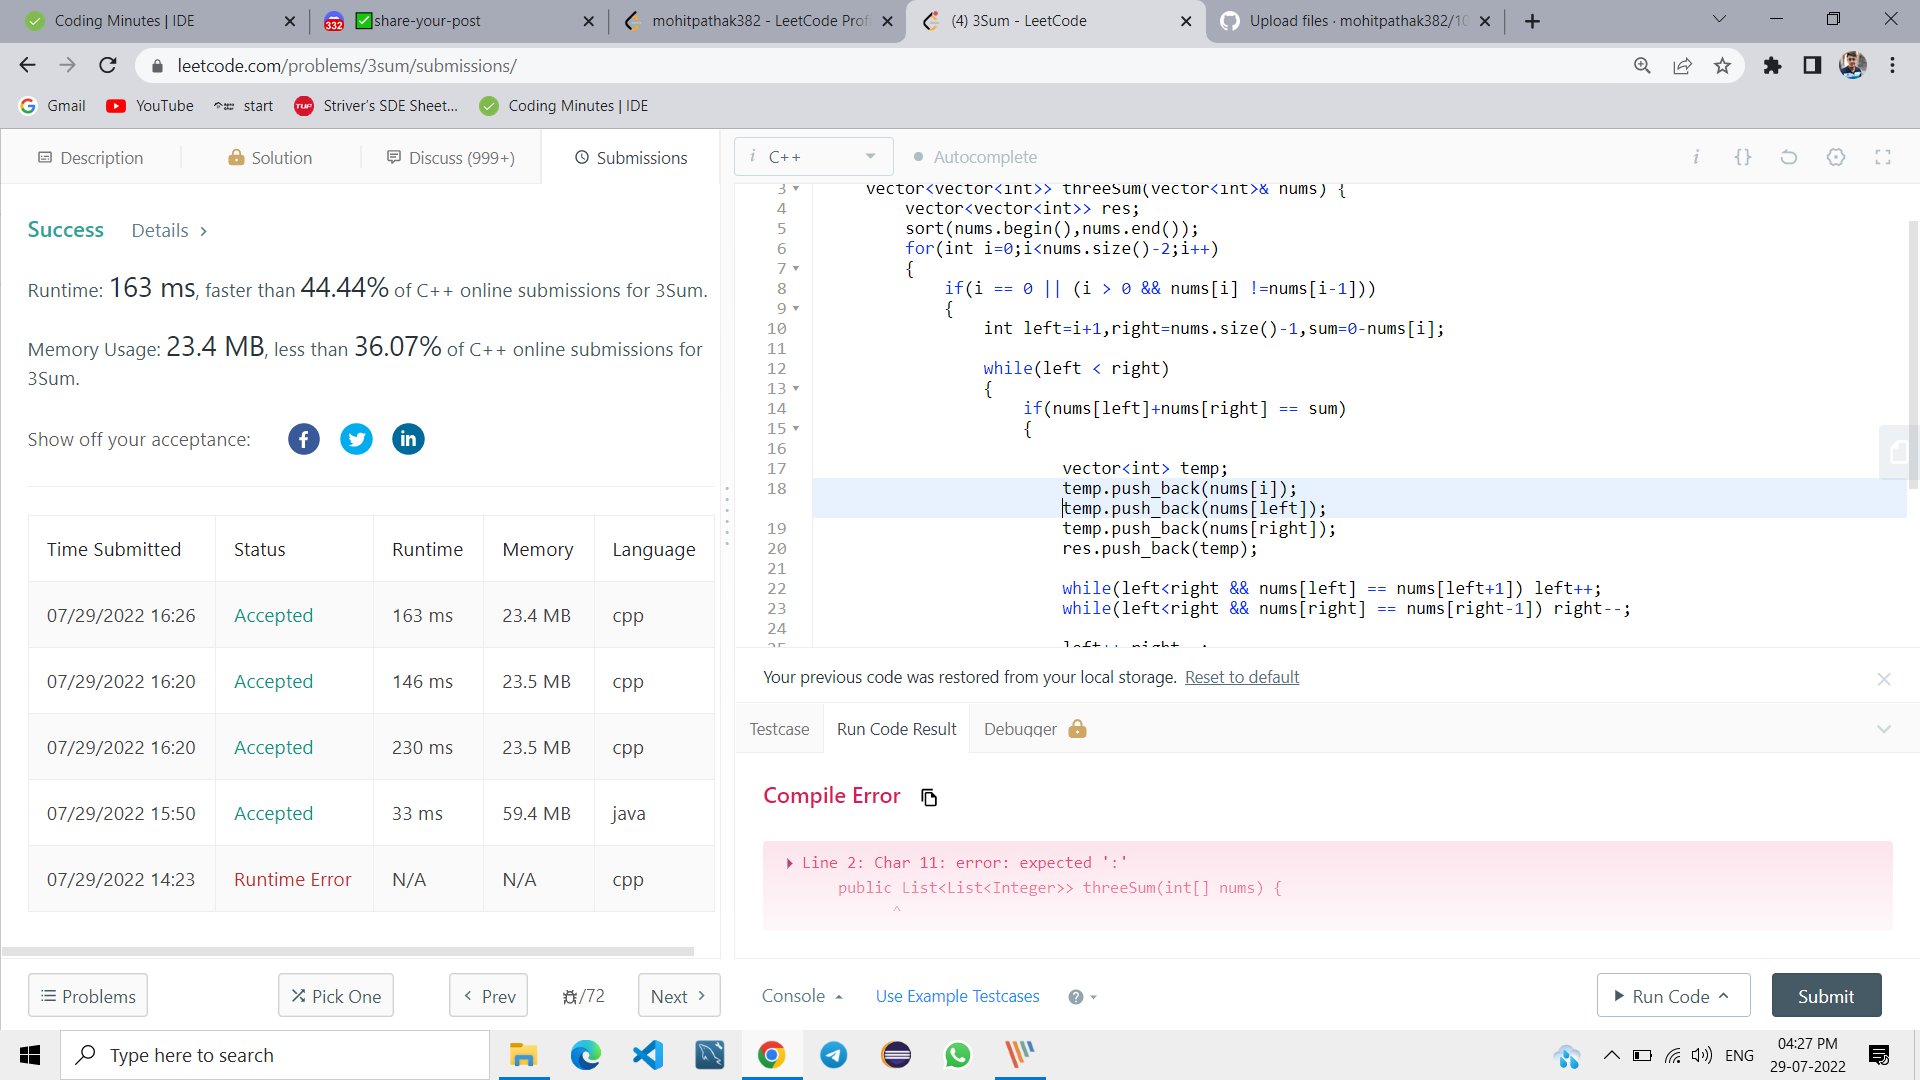 Coding Minutes | IDE
332
share-your-post
mohitpathak382 - LeetCode Prof
(4) 3Sum - LeetCode
Upload files · mohitpathak382/10
leetcode.com/problems/3sum/submissions/
Gmail
YouTube
start
TUF
Striver's SDE Sheet...
Coding Minutes | IDE
Description
Solution
Discuss (999+)
Submissions
i C++
Autocomplete
i {}
Success Details >
Runtime: 163 ms, faster than 44.44% of C++ online submissions for 3Sum.
Memory Usage: 23.4 MB, less than 36.07% of C++ online submissions for
3Sum.
Show off your acceptance:
Time Submitted Status Runtime Memory Language
07/29/2022 16:26 Accepted 163 ms 23.4 MB cpp
07/29/2022 16:20 Accepted 146 ms 23.5 MB cpp
07/29/2022 16:20 Accepted 230 ms 23.5 MB cpp
07/29/2022 15:50 Accepted 33 ms 59.4 MB java
07/29/2022 14:23 Runtime Error N/A N/A cpp
3 vector<vector<int>> threeSum(vector<int>& nums) {
4 vector<vector<int>> res;
5 sort(nums.begin(),nums.end());
6 for(int i=0;i<nums.size()-2;i++)
7 {
8 if(i == 0 || (i > 0 && nums[i] !=nums[i-1]))
9 {
10 int left=i+1,right=nums.size()-1,sum=0-nums[i];
11
12 while(left < right)
13 {
14 if(nums[left]+nums[right] == sum)
15 {
16
17 vector<int> temp;
18 temp.push_back(nums[i]);
temp.push_back(nums[left]);
19 temp.push_back(nums[right]);
20 res.push_back(temp);
21
22 while(left<right && nums[left] == nums[left+1]) left++;
23 while(left<right && nums[right] == nums[right-1]) right--;
24
Your previous code was restored from your local storage. Reset to default
Testcase
Run Code Result
Debugger
Compile Error
Line 2: Char 11: error: expected ':'
public List<List<Integer>> threeSum(int[] nums) {
^
Problems
Pick One
< Prev
/72
Next >
Console
Use Example Testcases
?
Run Code
Submit
Type here to search
ENG
04:27 PM
29-07-2022